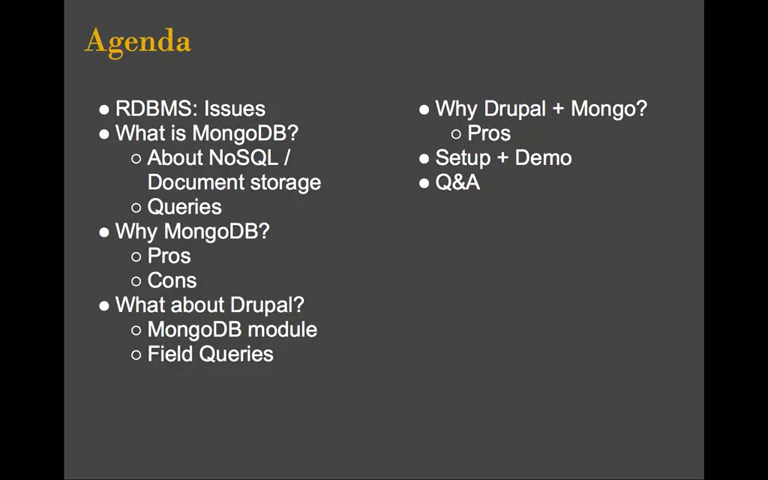 Agenda
● RDBMS: Issues
● What is MongoDB?
○ About NoSQL /
Document storage
○ Queries
● Why MongoDB?
○ Pros
○ Cons
● What about Drupal?
○ MongoDB module
○ Field Queries
● Why Drupal + Mongo?
○ Pros
● Setup + Demo
● Q&A